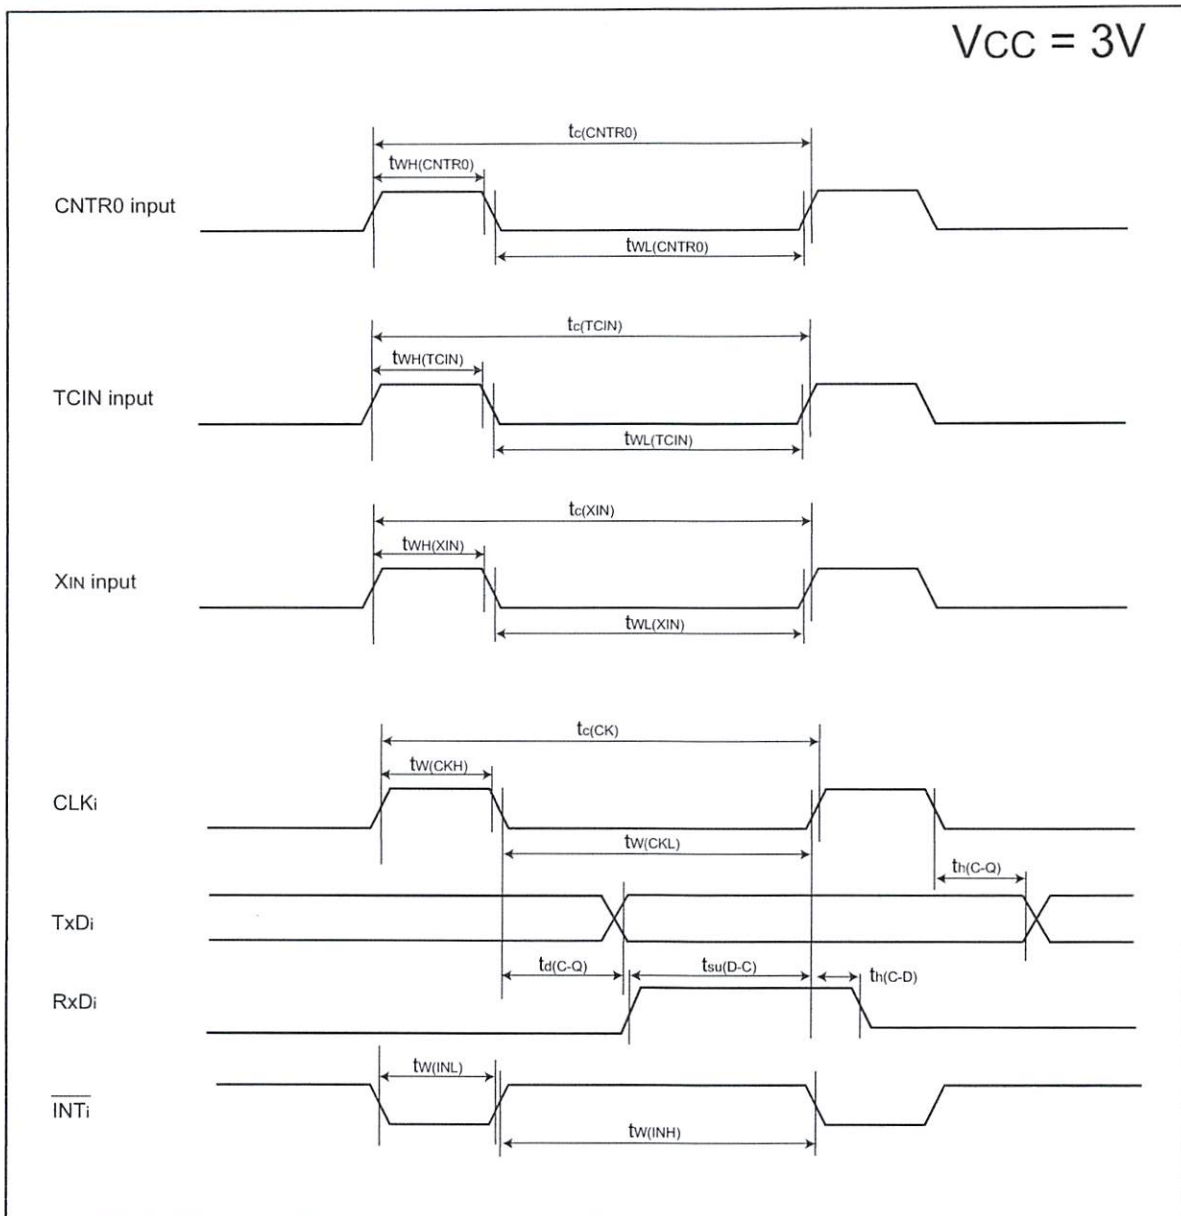 VCC = 3V
tc(CNTR0)
tWH(CNTR0)
CNTR0 input
tWL(CNTR0)
tc(TCIN)
tWH(TCIN)
TCIN input
tWL(TCIN)
tc(XIN)
tWH(XIN)
XIN input
tWL(XIN)
tc(CK)
tW(CKH)
CLKi
tW(CKL)
th(C-Q)
TxDi
td(C-Q)
tsu(D-C)
th(C-D)
RxDi
tW(INL)
INTi
tW(INH)